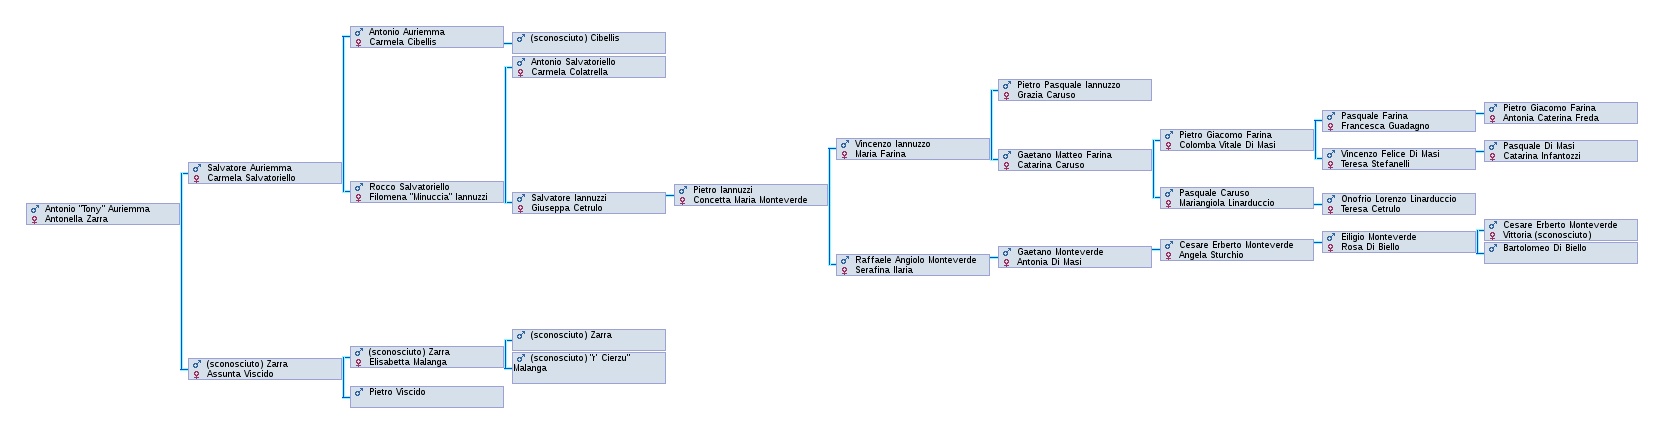 Antonio "Tony" Auriemma
Antonella Zarra
Salvatore Auriemma
Carmela Salvatoriello
(sconosciuto) Zarra
Assunta Viscido
Antonio Auriemma
Carmela Cibellis
Rocco Salvatoriello
Filomena "Minuccia" Iannuzzi
(sconosciuto) Zarra
Elisabetta Malanga
Pietro Viscido
(sconosciuto) Cibellis
Antonio Salvatoriello
Carmela Colatrella
Salvatore Iannuzzi
Giuseppa Cetrulo
(sconosciuto) Zarra
(sconosciuto) "r' Cierzu"
Malanga
Pietro Iannuzzi
Concetta Maria Monteverde
Vincenzo Iannuzzo
Maria Farina
Raffaele Angiolo Monteverde
Serafina Ilaria
Pietro Pasquale Iannuzzo
Grazia Caruso
Gaetano Matteo Farina
Catarina Caruso
Gaetano Monteverde
Antonia Di Masi
Pietro Giacomo Farina
Colomba Vitale Di Masi
Pasquale Caruso
Mariangiola Linarduccio
Cesare Erberto Monteverde
Angela Sturchio
Pasquale Farina
Francesca Guadagno
Vincenzo Felice Di Masi
Teresa Stefanelli
Onofrio Lorenzo Linarduccio
Teresa Cetrulo
Eiligio Monteverde
Rosa Di Biello
Pietro Giacomo Farina
Antonia Caterina Freda
Pasquale Di Masi
Catarina Infantozzi
Cesare Erberto Monteverde
Vittoria (sconosciuto)
Bartolomeo Di Biello